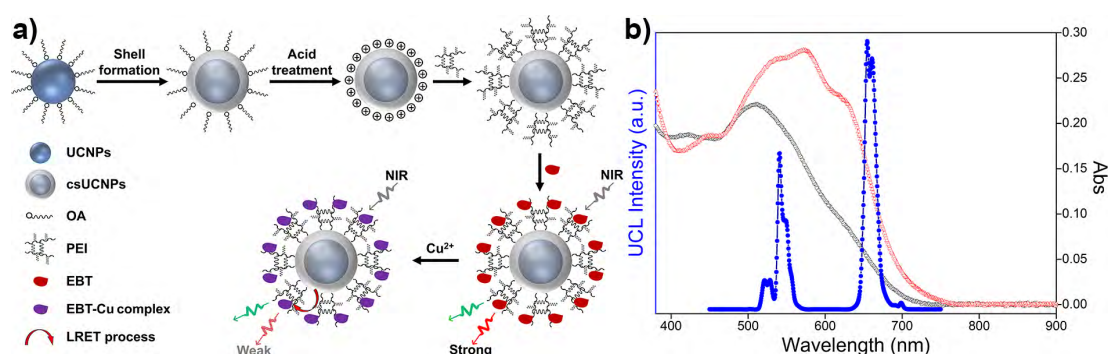 a)
Shell
formation
Acid
treatment
UCNPs
csUCNPs
OA
PEI
EBT
EBT-Cu complex
LRET process
NIR
Cu²⁺
NIR
Weak
Strong
b)
UCL Intensity (a.u.)
0.30
0.25
0.20
0.15
0.10
0.05
0.00
Abs
400 500 600 700 800 900
Wavelength (nm)